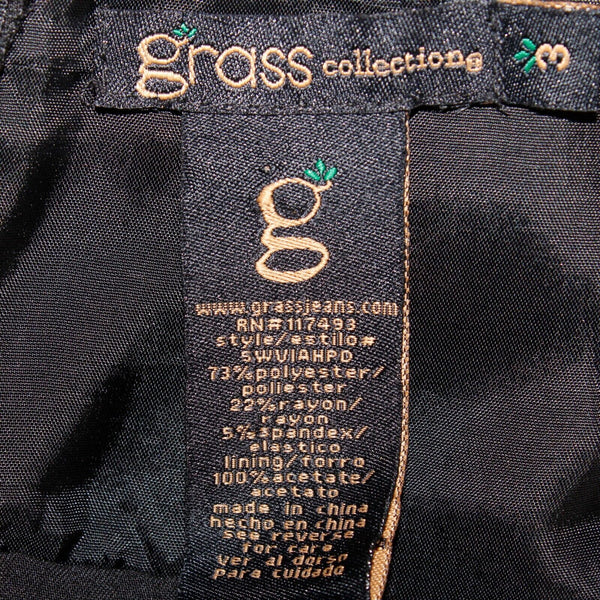 grass collection®
3
g
www.grassjeans.com
RN#117493
style/estilo#
5WV1AHPD
73%polyester/
poliester
22%rayon/
rayon
5%spandex/
elastico
lining/forro
100%acetate/
acetato
made in china
hecho en china
see reverse
for care
ver al dorso
para cuidado